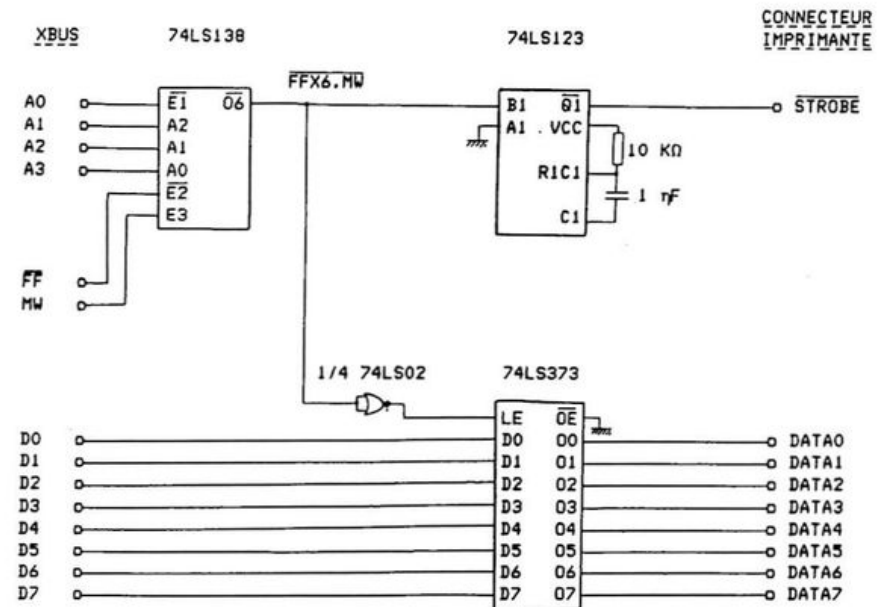 XBUS
74LS138
74LS123
CONNECTEUR
IMPRIMANTE
A0
A1
A2
A3
FF
MW
E1
A2
A1
A0
E2
E3
O6
FFX6.MW
B1
A1
Q1
VCC
R1C1
C1
10 KΩ
1 ηF
STROBE
1/4 74LS02
74LS373
LE
OE
D0
D0
O0
DATA0
D1
D1
O1
DATA1
D2
D2
O2
DATA2
D3
D3
O3
DATA3
D4
D4
O4
DATA4
D5
D5
O5
DATA5
D6
D6
O6
DATA6
D7
D7
O7
DATA7